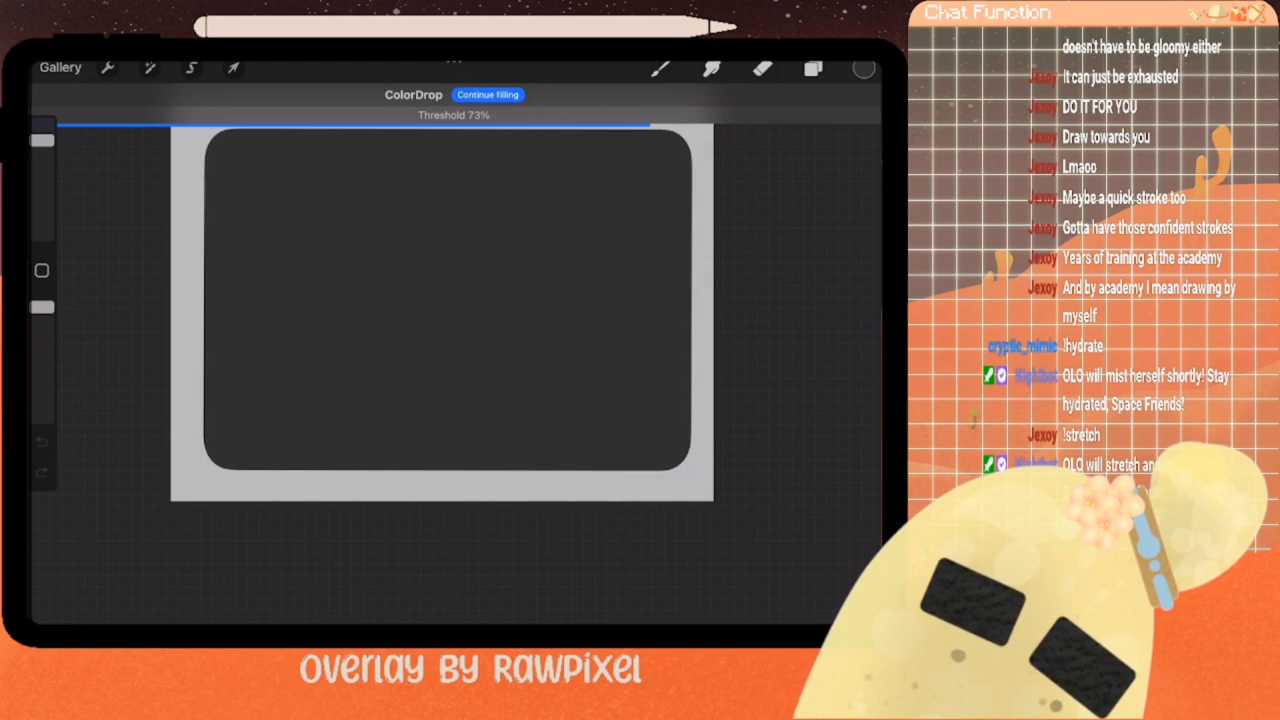 Gallery
ColorDrop Continue filling
Threshold 73%
Chat Function
doesn't have to be gloomy either
Jexoy It can just be exhausted
Jexoy DO IT FOR YOU
Jexoy Draw towards you
Jexoy Lmaoo
Jexoy Maybe a quick stroke too
Jexoy Gotta have those confident strokes
Jexoy Years of training at the academy
Jexoy And by academy I mean drawing by
myself
cryptic_mimic !hydrate
Nightbot OLO will mist herself shortly! Stay
hydrated, Space Friends!
Jexoy !stretch
Nightbot OLO will stretch an
OVERLAY BY RAWPIXEL